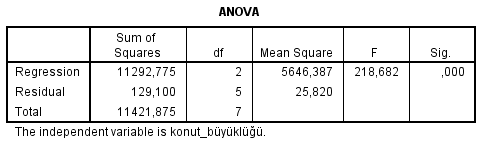 ANOVA
Sum of Squares df Mean Square F Sig.
Regression 11292,775 2 5646,387 218,682 ,000
Residual 129,100 5 25,820
Total 11421,875 7
The independent variable is konut_büyüklüğü.